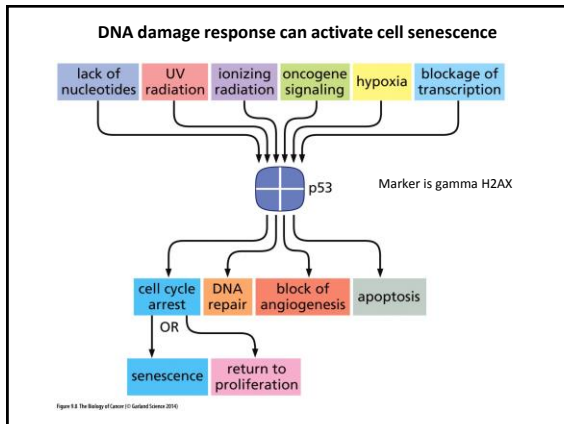 DNA damage response can activate cell senescence
lack of
nucleotides
UV
radiation
ionizing
radiation
oncogene
signaling
hypoxia
blockage of
transcription
p53
Marker is gamma H2AX
cell cycle
arrest
DNA
repair
block of
angiogenesis
apoptosis
OR
senescence
return to
proliferation
Figure 9.8 The Biology of Cancer (© Garland Science 2014)